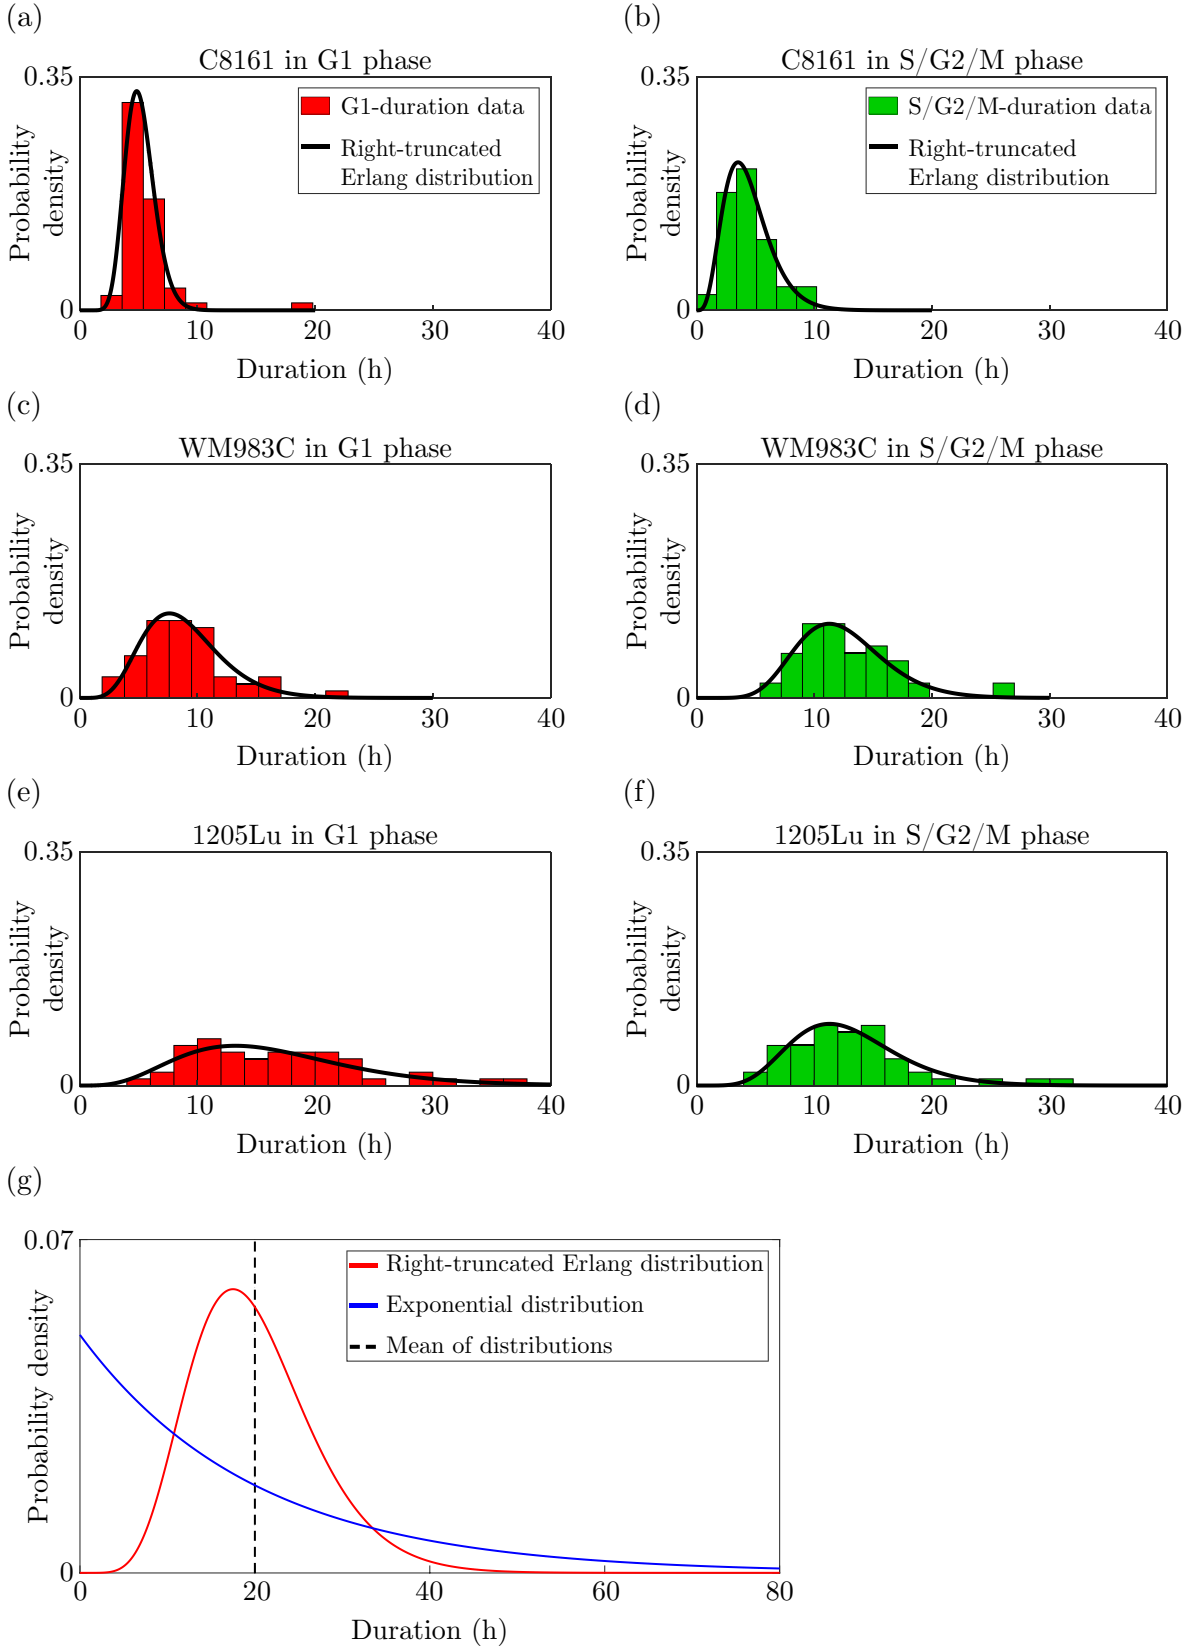 (a)
C8161 in G1 phase
0.35
G1-duration data
Right-truncated
Erlang distribution
Probability
density
0
0
10
20
30
40
Duration (h)
(b)
C8161 in S/G2/M phase
0.35
S/G2/M-duration data
Right-truncated
Erlang distribution
Probability
density
0
0
10
20
30
40
Duration (h)
(c)
WM983C in G1 phase
0.35
Probability
density
0
0
10
20
30
40
Duration (h)
(d)
WM983C in S/G2/M phase
0.35
Probability
density
0
0
10
20
30
40
Duration (h)
(e)
1205Lu in G1 phase
0.35
Probability
density
0
0
10
20
30
40
Duration (h)
(f)
1205Lu in S/G2/M phase
0.35
Probability
density
0
0
10
20
30
40
Duration (h)
(g)
0.07
Right-truncated Erlang distribution
Exponential distribution
Mean of distributions
Probability density
0
0
20
40
60
80
Duration (h)